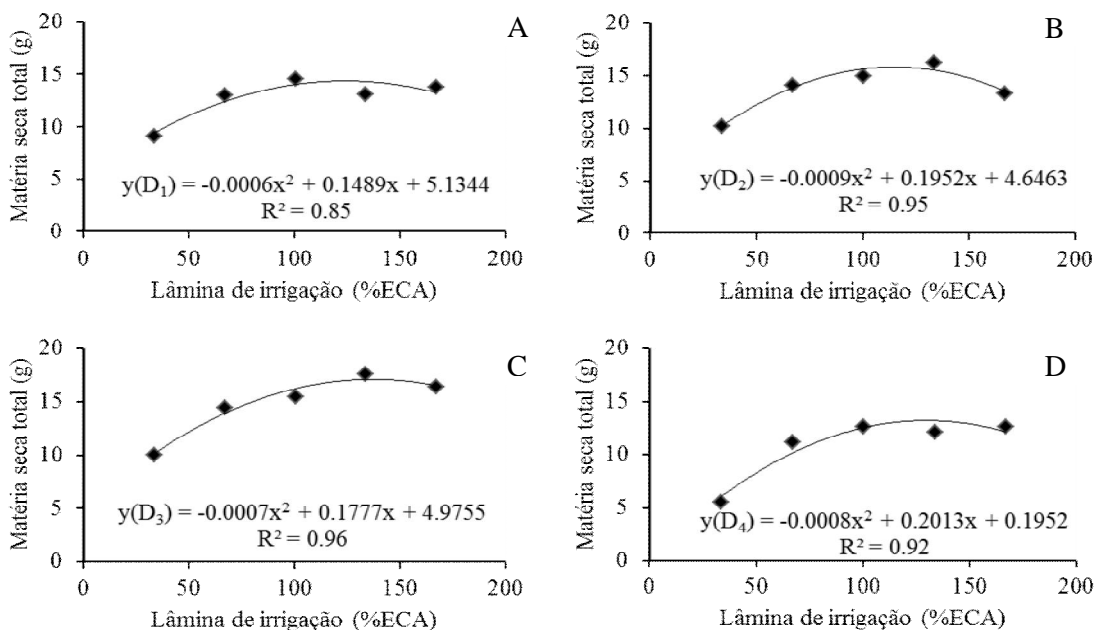 A
Matéria seca total (g)
20
15
10
5
0
y(D₁) = -0.0006x² + 0.1489x + 5.1344
R² = 0.85
0 50 100 150 200
Lâmina de irrigação (%ECA)
B
Matéria seca total (g)
20
15
10
5
0
y(D₂) = -0.0009x² + 0.1952x + 4.6463
R² = 0.95
0 50 100 150 200
Lâmina de irrigação (%ECA)
C
Matéria seca total (g)
20
15
10
5
0
y(D₃) = -0.0007x² + 0.1777x + 4.9755
R² = 0.96
0 50 100 150 200
Lâmina de irrigação (%ECA)
D
Matéria seca total (g)
20
15
10
5
0
y(D₄) = -0.0008x² + 0.2013x + 0.1952
R² = 0.92
0 50 100 150 200
Lâmina de irrigação (%ECA)